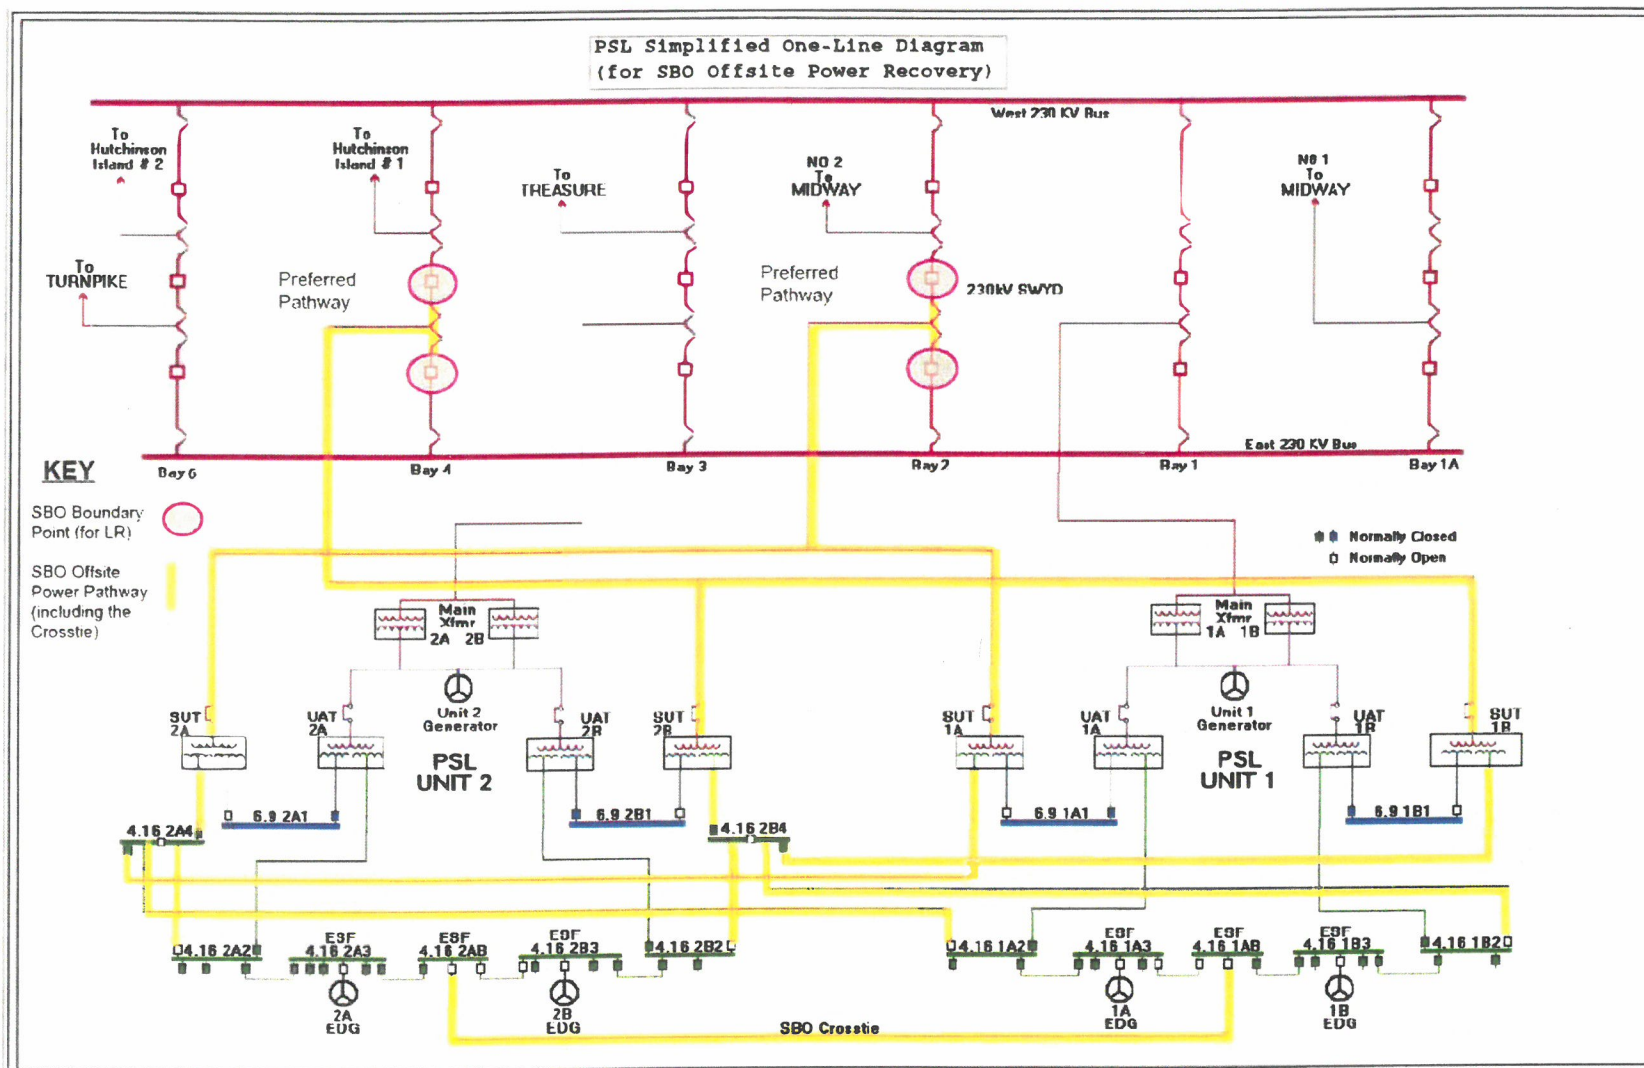 PSL Simplified One-Line Diagram
(for SBO Offsite Power Recovery)
West 230 KV Bus
To
Hutchinson
Island # 2
To
Hutchinson
Island # 1
To
TREASURE
NO 2
To
MIDWAY
NO 1
To
MIDWAY
To
TURNPIKE
Preferred
Pathway
Preferred
Pathway
230kV SWYD
East 230 KV Bus
Bay 6
Bay 4
Bay 3
Bay 2
Bay 1
Bay 1A
KEY
SBO Boundary
Point (for LR)
SBO Offsite
Power Pathway
(including the
Crosstie)
Normally Closed
Normally Open
Main
Xfmr
2A 2B
Main
Xfmr
1A 1B
Unit 2
Generator
Unit 1
Generator
SUT
2A
UAT
2A
UAT
2B
SUT
2B
SUT
1A
UAT
1A
UAT
1B
SUT
1B
PSL
UNIT 2
PSL
UNIT 1
6.9 2A1
6.9 2B1
6.9 1A1
6.9 1B1
4.16 2A4
4.16 2B4
4.16 2A2
ESF
4.16 2A3
ESF
4.16 2AB
ESF
4.16 2B3
4.16 2B2
4.16 1A2
ESF
4.16 1A3
ESF
4.16 1AB
ESF
4.16 1B3
4.16 1B2
2A
EDG
2B
EDG
1A
EDG
1B
EDG
SBO Crosstie